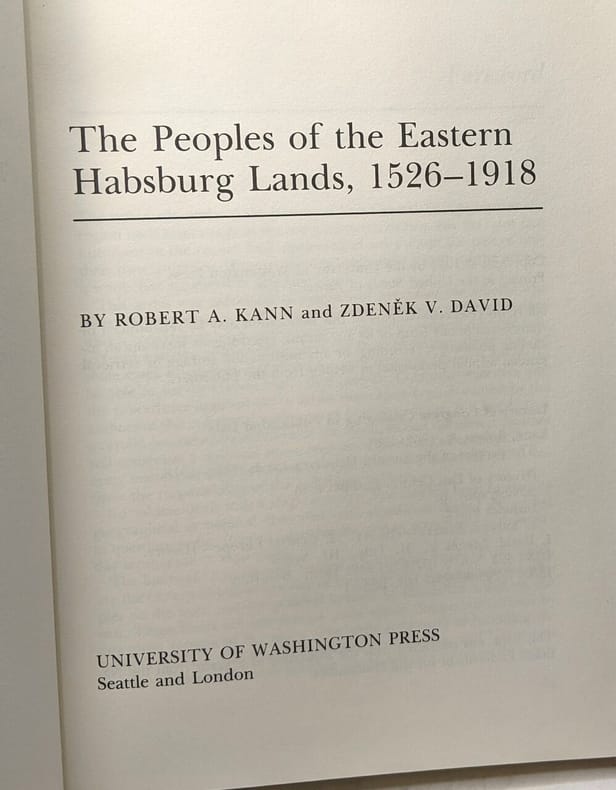 The Peoples of the Eastern
Habsburg Lands, 1526–1918
BY ROBERT A. KANN and ZDENĚK V. DAVID
UNIVERSITY OF WASHINGTON PRESS
Seattle and London